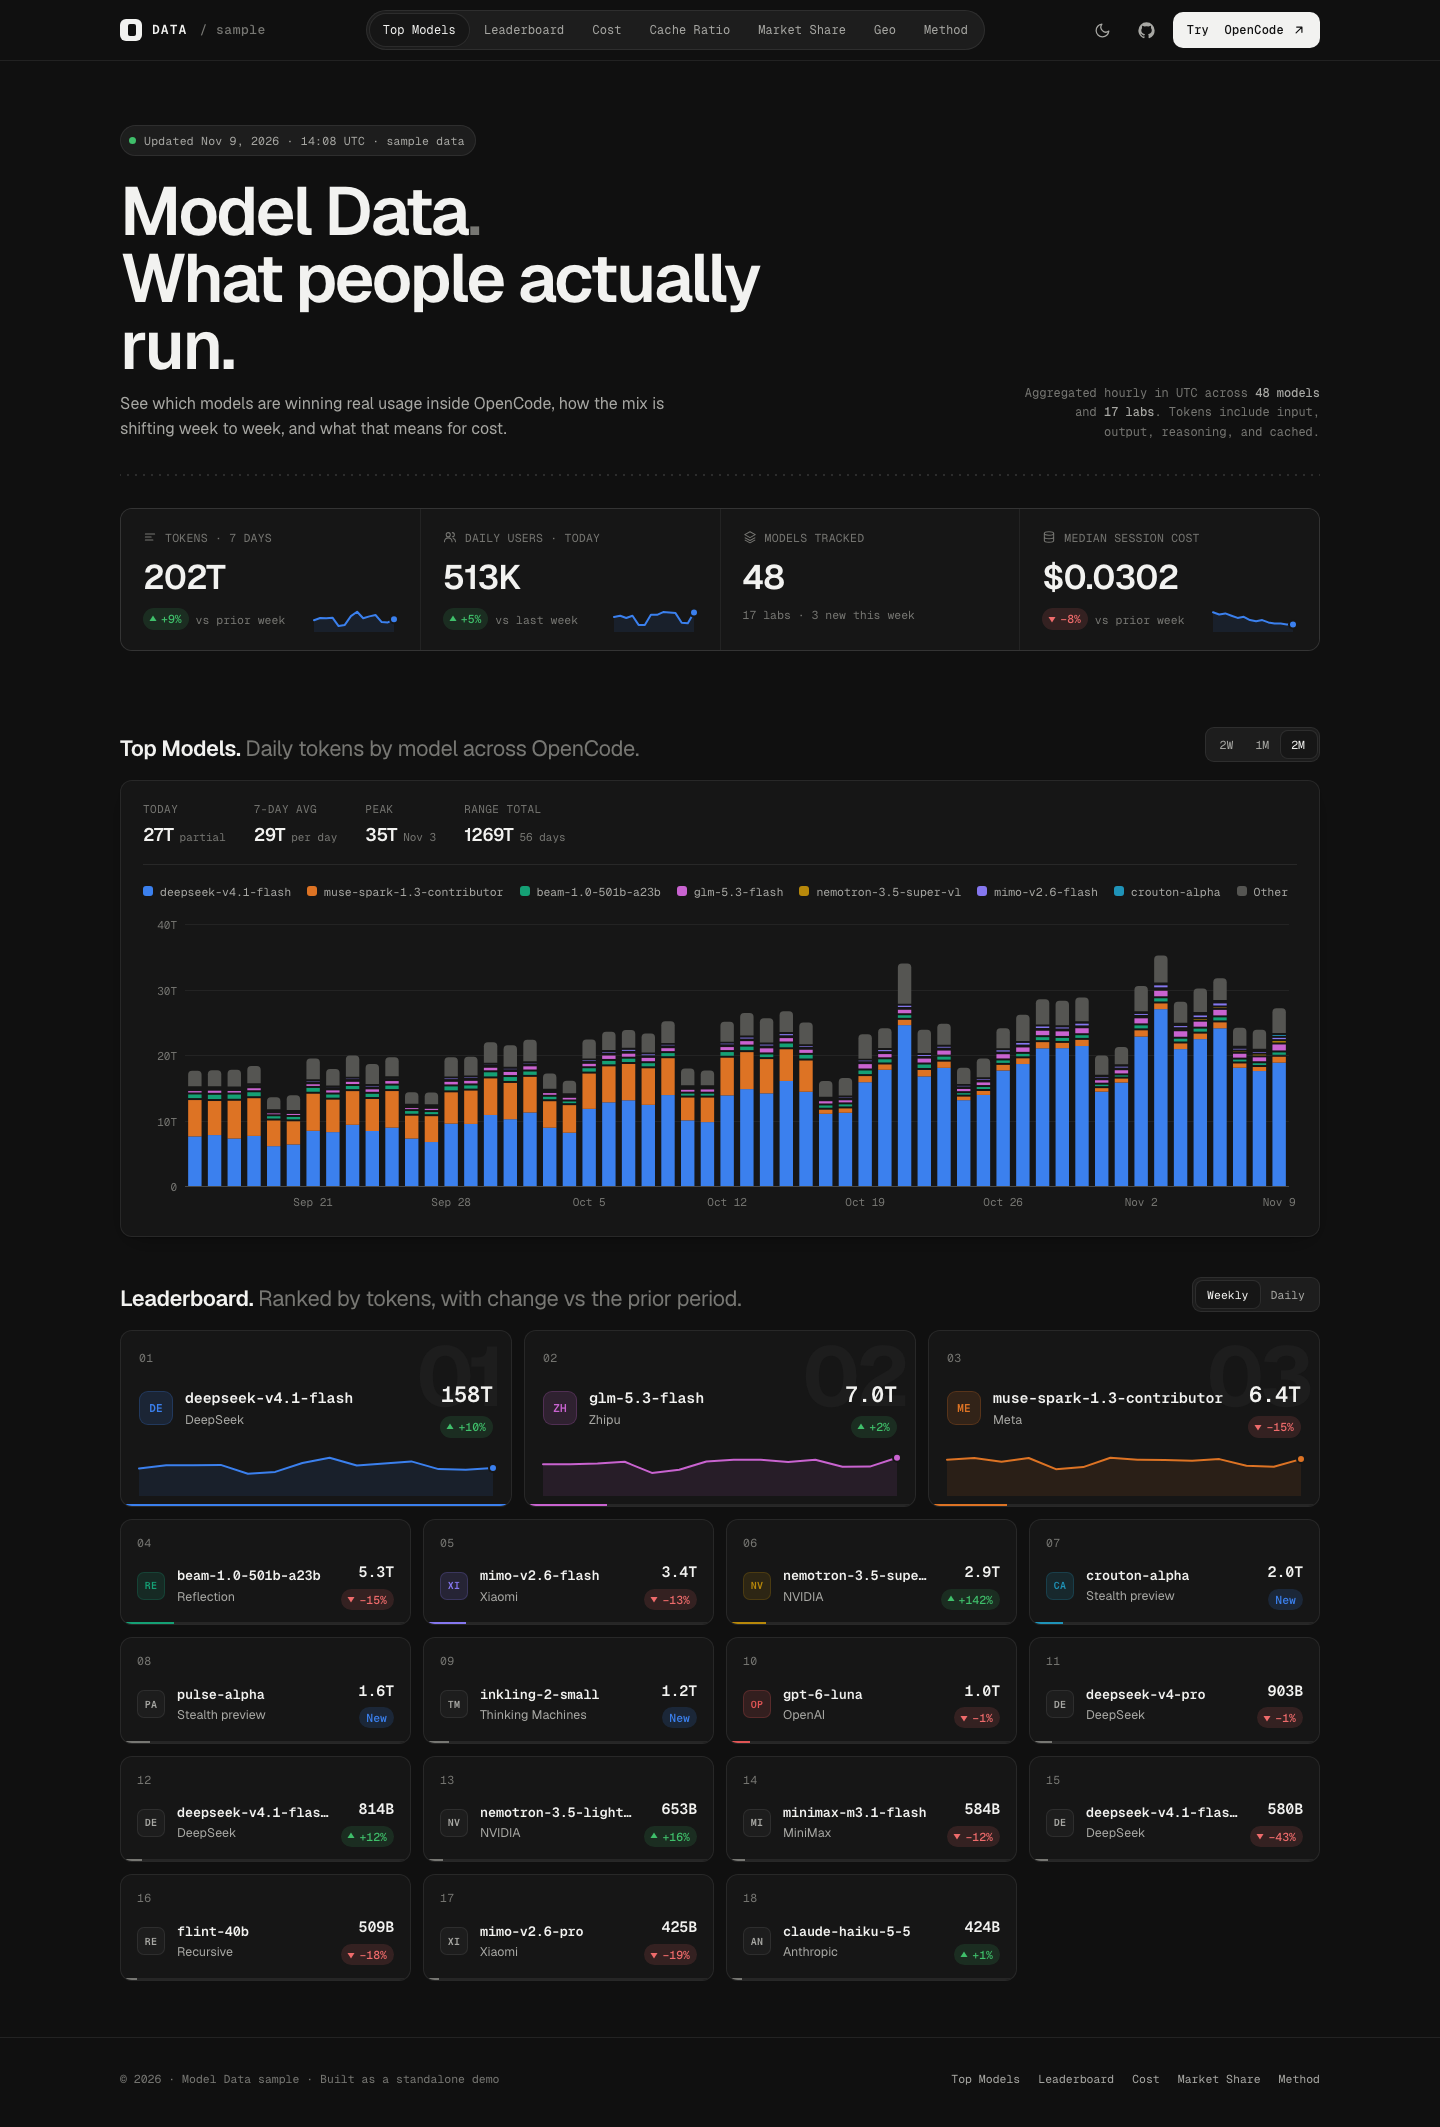 DATA / sample
Top Models Leaderboard Cost Cache Ratio Market Share Geo Method
Try OpenCode
Updated Nov 9, 2026 · 14:08 UTC · sample data
Model Data.
What people actually
run.
See which models are winning real usage inside OpenCode, how the mix is
shifting week to week, and what that means for cost.
Aggregated hourly in UTC across 48 models
and 17 labs. Tokens include input,
output, reasoning, and cached.
TOKENS · 7 DAYS
202T
+9% vs prior week
DAILY USERS · TODAY
513K
+5% vs last week
MODELS TRACKED
48
17 labs · 3 new this week
MEDIAN SESSION COST
$0.0302
−8% vs prior week
Top Models. Daily tokens by model across OpenCode.
2W 1M 2M
TODAY 7-DAY AVG PEAK RANGE TOTAL
27T partial 29T per day 35T Nov 3 1269T 56 days
deepseek-v4.1-flash muse-spark-1.3-contributor beam-1.0-501b-a23b glm-5.3-flash nemotron-3.5-super-vl mimo-v2.6-flash crouton-alpha Other
40T
30T
20T
10T
0
Sep 21 Sep 28 Oct 5 Oct 12 Oct 19 Oct 26 Nov 2 Nov 9
Leaderboard. Ranked by tokens, with change vs the prior period.
Weekly Daily
01
01
DE deepseek-v4.1-flash 158T
DeepSeek +10%
02
02
ZH glm-5.3-flash 7.0T
Zhipu +2%
03
03
ME muse-spark-1.3-contributor 6.4T
Meta −15%
04
RE beam-1.0-501b-a23b 5.3T
Reflection −15%
05
XI mimo-v2.6-flash 3.4T
Xiaomi −13%
06
NV nemotron-3.5-supe… 2.9T
NVIDIA +142%
07
CA crouton-alpha 2.0T
Stealth preview New
08
PA pulse-alpha 1.6T
Stealth preview New
09
TM inkling-2-small 1.2T
Thinking Machines New
10
OP gpt-6-luna 1.0T
OpenAI −1%
11
DE deepseek-v4-pro 903B
DeepSeek −1%
12
DE deepseek-v4.1-flas… 814B
DeepSeek +12%
13
NV nemotron-3.5-light… 653B
NVIDIA +16%
14
MI minimax-m3.1-flash 584B
MiniMax −12%
15
DE deepseek-v4.1-flas… 580B
DeepSeek −43%
16
RE flint-40b 509B
Recursive −18%
17
XI mimo-v2.6-pro 425B
Xiaomi −19%
18
AN claude-haiku-5-5 424B
Anthropic +1%
© 2026 · Model Data sample · Built as a standalone demo
Top Models Leaderboard Cost Market Share Method